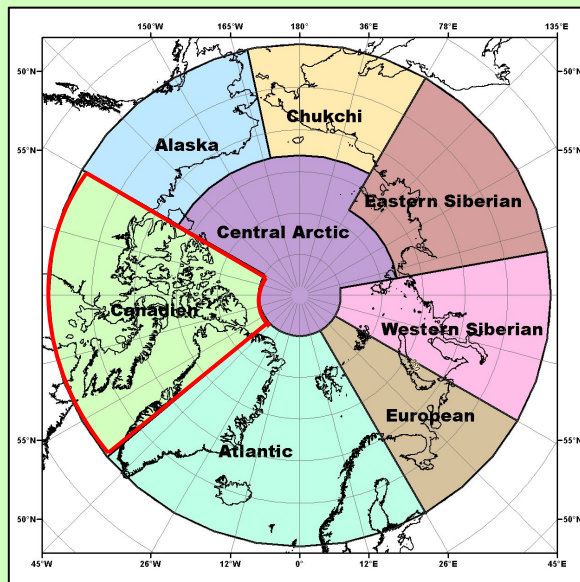 150°W 165°W 180° 36°E 78°E 135°E
50°N 50°N
55°N 55°N
Chukchi
Alaska
Eastern Siberian
Central Arctic
Canadien
Western Siberian
European
Atlantic
55°N 55°N
50°N 50°N
45°W 26°W 12°W 0° 12°E 26°E 45°E